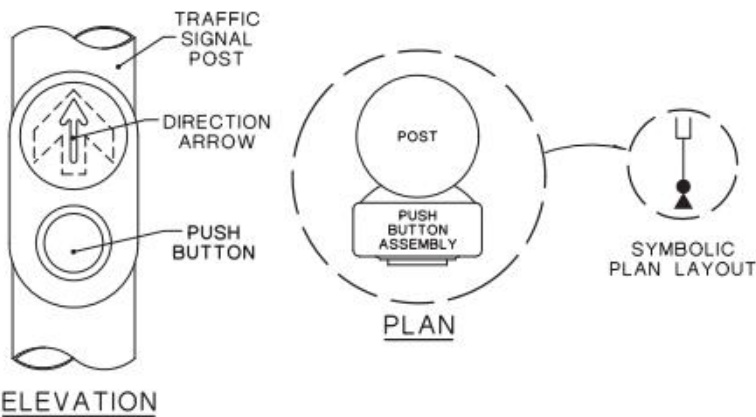 TRAFFIC
SIGNAL
POST
DIRECTION
ARROW
PUSH
BUTTON
ELEVATION
POST
PUSH
BUTTON
ASSEMBLY
PLAN
SYMBOLIC
PLAN LAYOUT